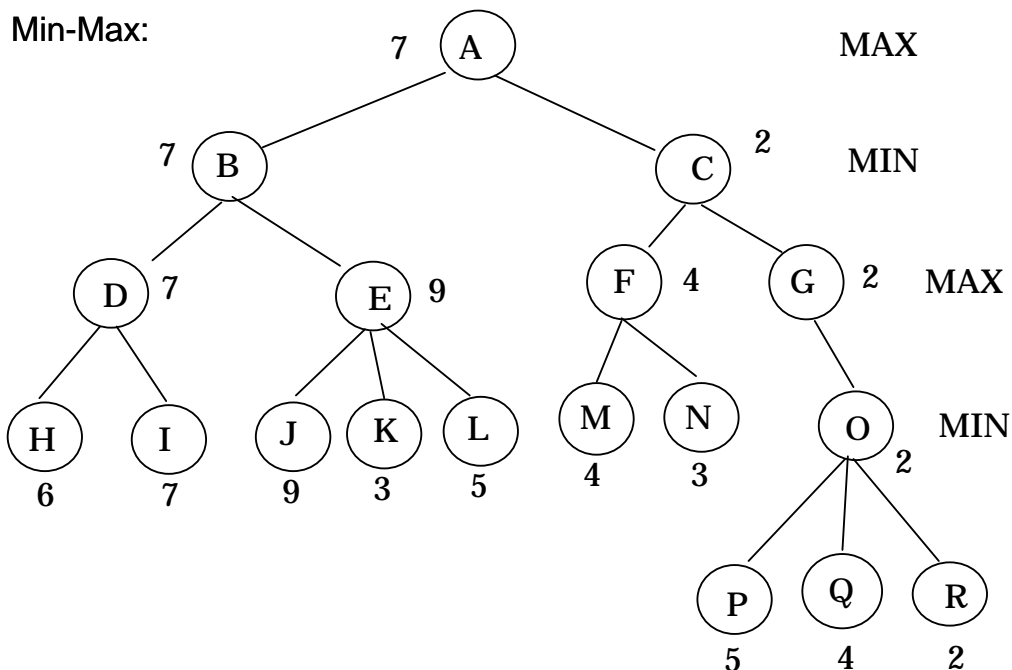 Min-Max:
7 A MAX
7 B C 2 MIN
D 7 E 9 F 4 G 2 MAX
H I J K L M N O MIN
6 7 9 3 5 4 3 2
P Q R
5 4 2